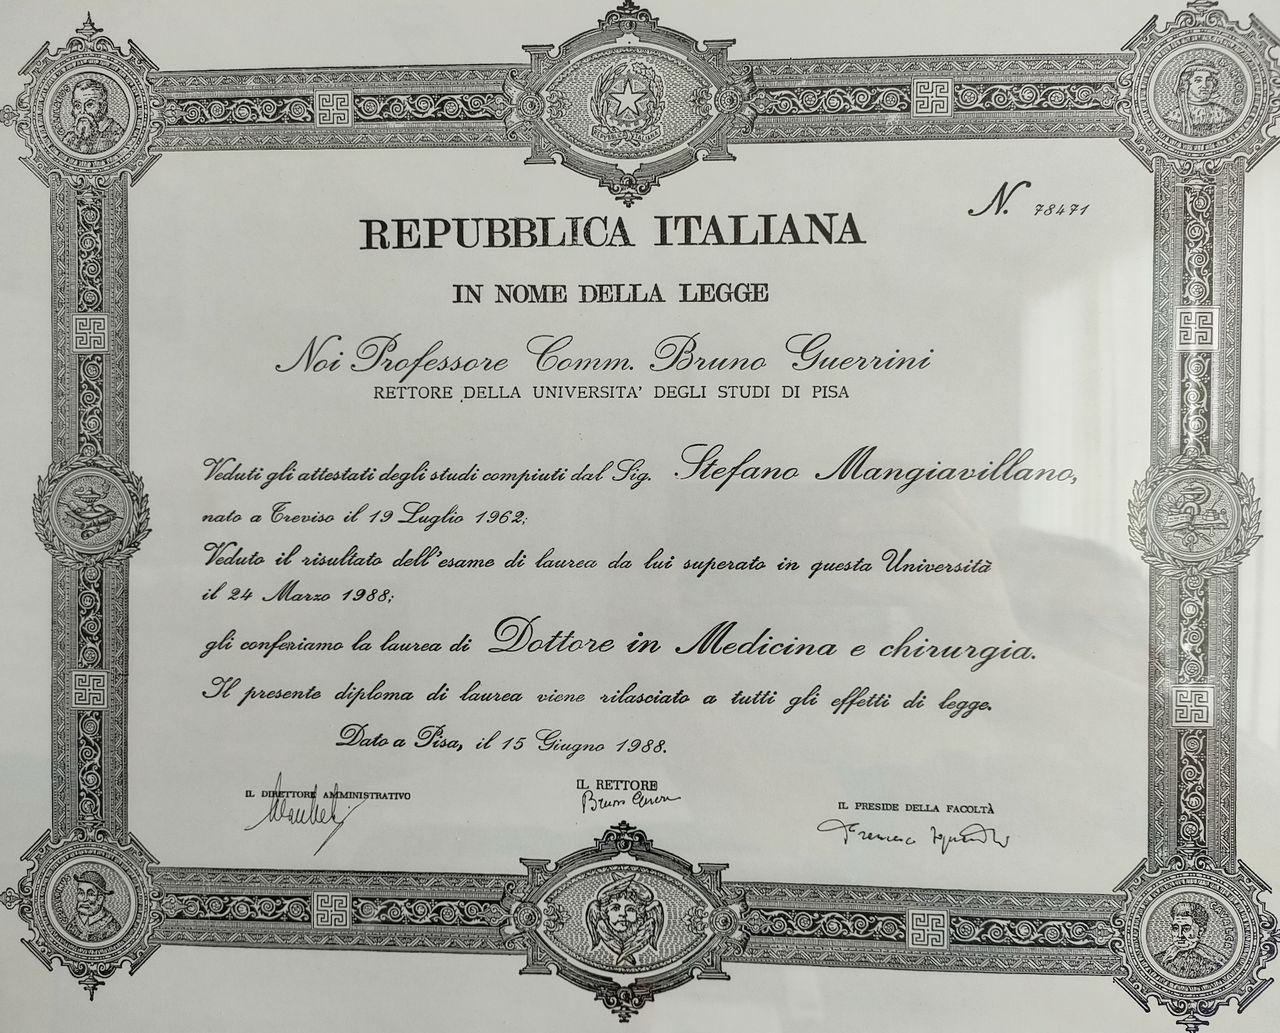 N. 78471
REPUBBLICA ITALIANA
IN NOME DELLA LEGGE
Noi Professore Comm. Bruno Guerrini
RETTORE DELLA UNIVERSITA' DEGLI STUDI DI PISA
Veduti gli attestati degli studi compiuti dal Sig. Stefano Mangiavillano,
nato a Treviso il 19 Luglio 1962;
Veduto il risultato dell'esame di laurea da lui superato in questa Università
il 24 Marzo 1988;
gli conferiamo la laurea di Dottore in Medicina e chirurgia.
Il presente diploma di laurea viene rilasciato a tutti gli effetti di legge.
Dato a Pisa, il 15 Giugno 1988.
IL DIRETTORE AMMINISTRATIVO
IL RETTORE
Bruno Guerrini
IL PRESIDE DELLA FACOLTÀ
Francesco